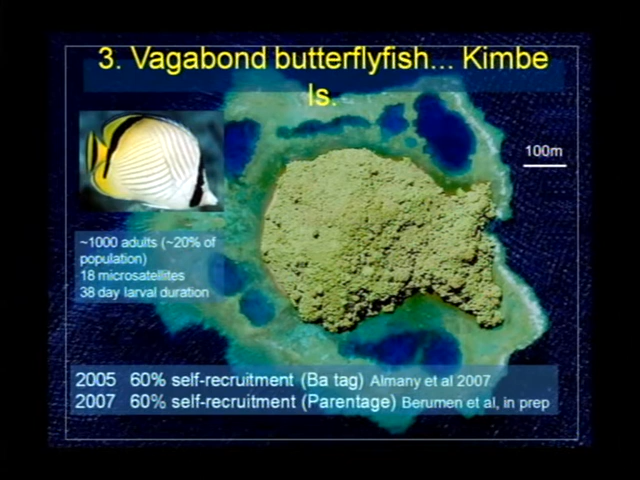 3. Vagabond butterflyfish... Kimbe
Is.
100m
~1000 adults (~20% of
population)
18 microsatellites
38 day larval duration
2005 60% self-recruitment (Ba tag) Almany et al 2007
2007 60% self-recruitment (Parentage) Berumen et al, in prep